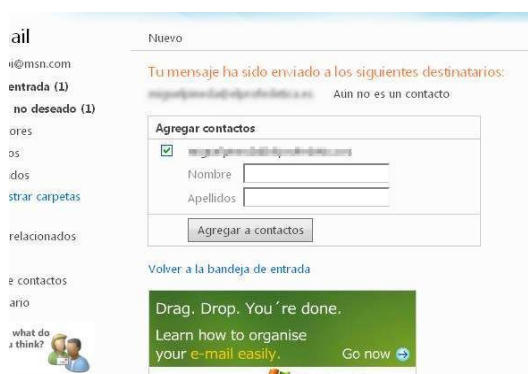 ail
i@msn.com
entrada (1)
no deseado (1)
ores
os
dos
strar carpetas
relacionados
e contactos
ario
what do
u think?
Nuevo
Tu mensaje ha sido enviado a los siguientes destinatarios:
Aún no es un contacto
Agregar contactos
Nombre
Apellidos
Agregar a contactos
Volver a la bandeja de entrada
Drag. Drop. You´re done.
Learn how to organise
your e-mail easily. Go now